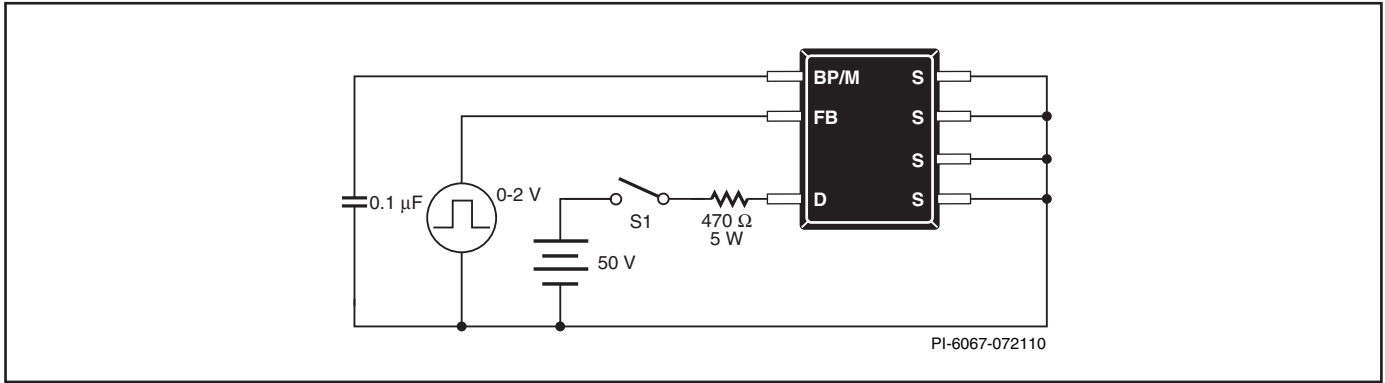 BP/M S
FB S
S
D S
0.1 μF
0-2 V
S1
470 Ω
5 W
50 V
PI-6067-072110